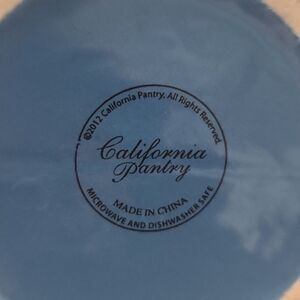 ©2012 California Pantry. All Rights Reserved.
California
Pantry
MADE IN CHINA
MICROWAVE AND DISHWASHER SAFE